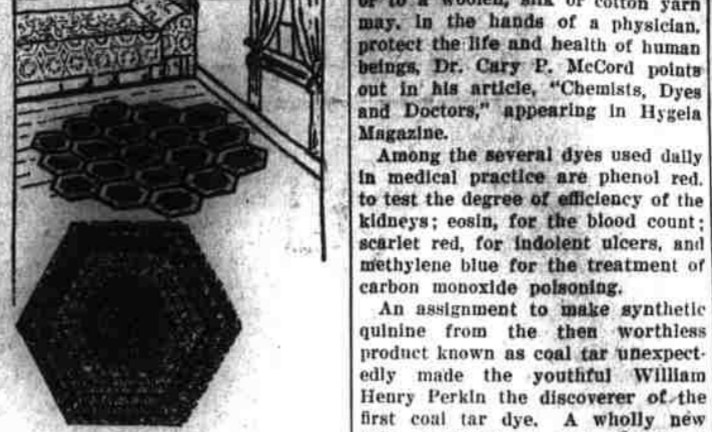 or to a woolen, silk or cotton yarn
may, in the hands of a physician,
protect the life and health of human
beings, Dr. Cary P. McCord points
out in his article, "Chemists, Dyes
and Doctors," appearing in Hygeia
Magazine.
Among the several dyes used daily
in medical practice are phenol red,
to test the degree of efficiency of the
kidneys; eosin, for the blood count;
scarlet red, for indolent ulcers, and
methylene blue for the treatment of
carbon monoxide poisoning.
An assignment to make synthetic
quinine from the then worthless
product known as coal tar unexpect-
edly made the youthful William
Henry Perkin the discoverer of the
first coal tar dye. A wholly new